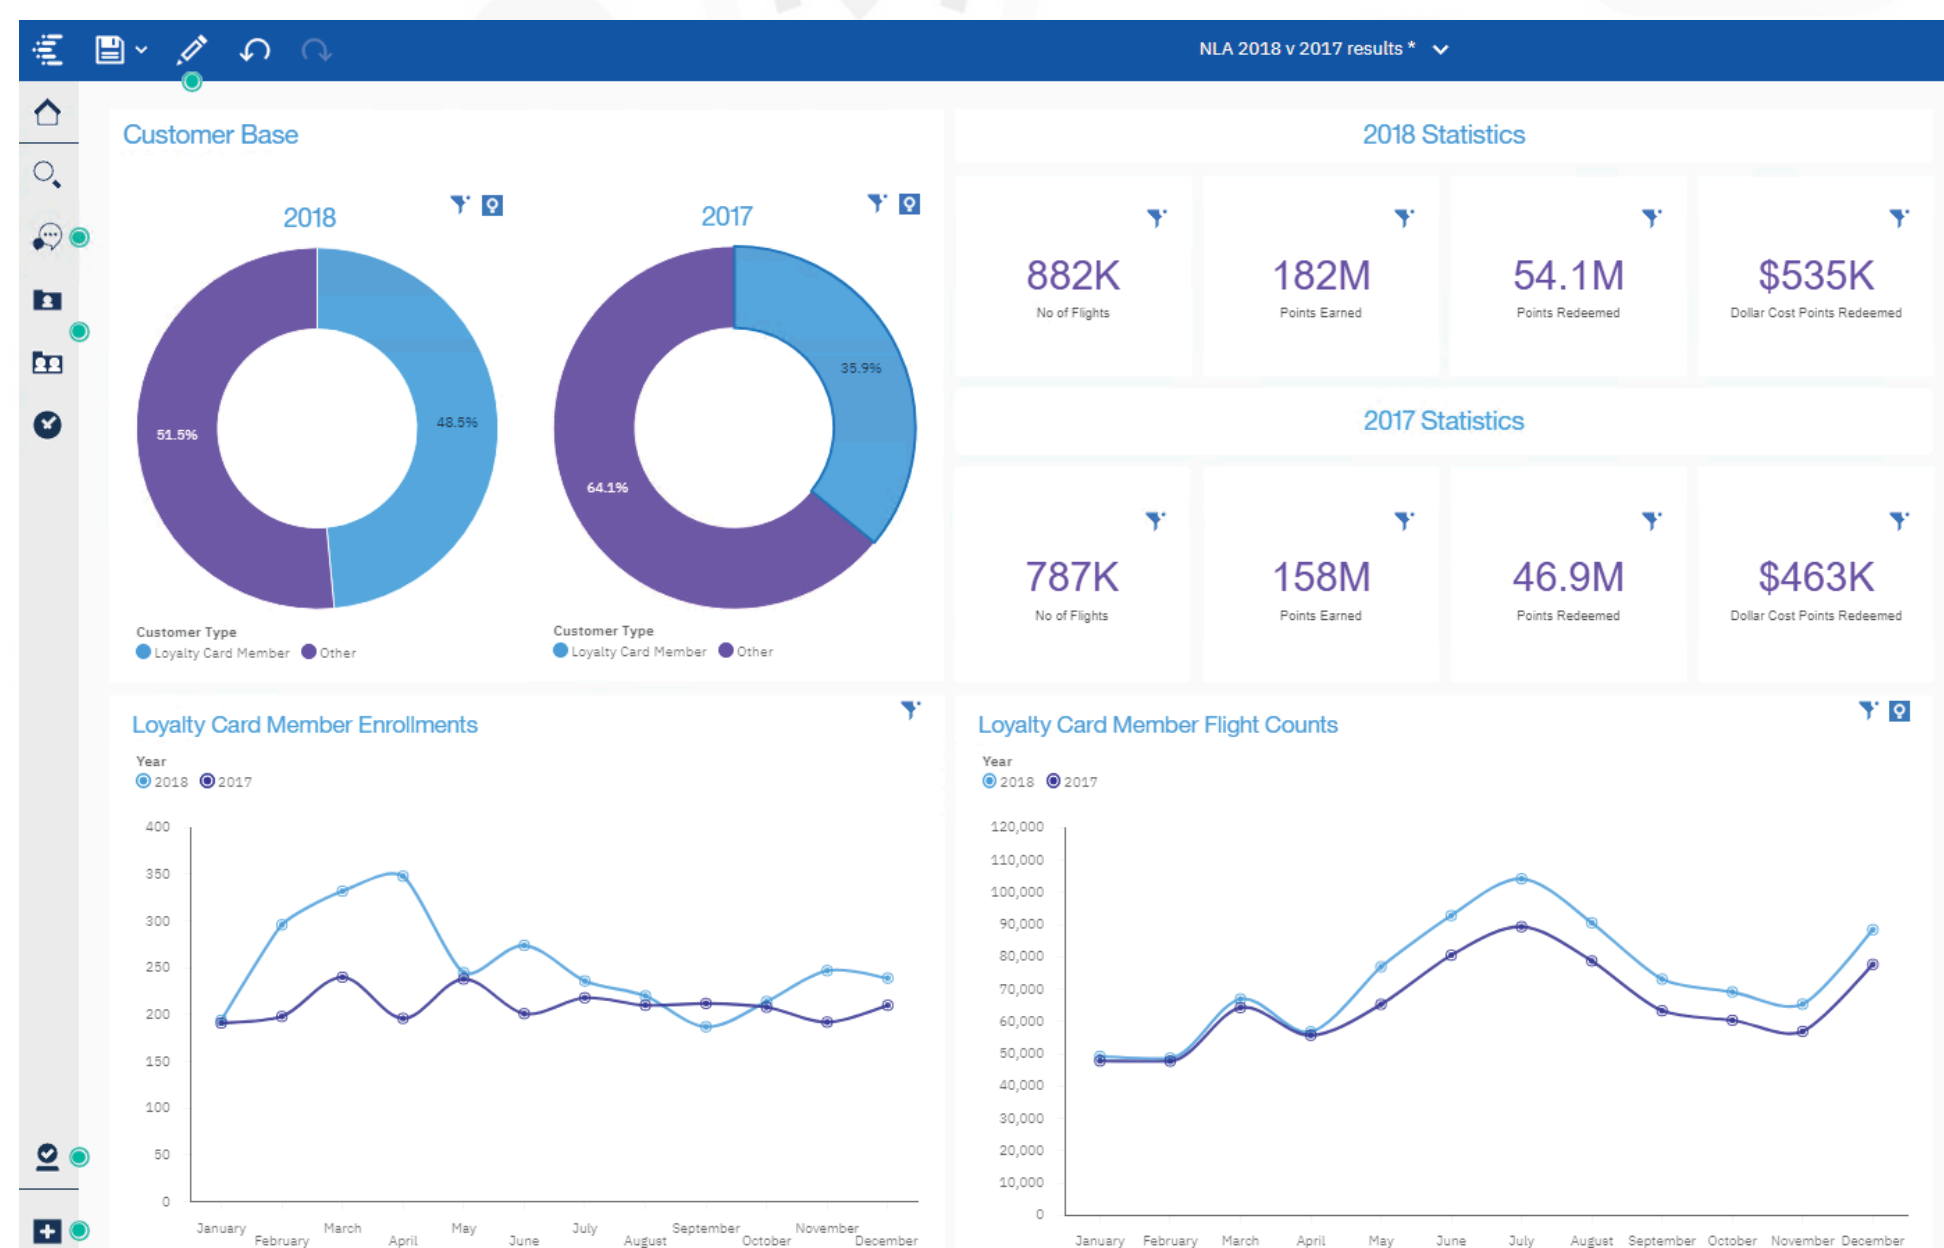 NLA 2018 v 2017 results *
Customer Base
2018
2017
51.5%
48.5%
64.1%
35.9%
Customer Type
Loyalty Card Member Other
Customer Type
Loyalty Card Member Other
2018 Statistics
882K
No of Flights
182M
Points Earned
54.1M
Points Redeemed
$535K
Dollar Cost Points Redeemed
2017 Statistics
787K
No of Flights
158M
Points Earned
46.9M
Points Redeemed
$463K
Dollar Cost Points Redeemed
Loyalty Card Member Enrollments
Year
2018 2017
400
350
300
250
200
150
100
50
0
January February March April May June July August September October November December
Loyalty Card Member Flight Counts
Year
2018 2017
120,000
110,000
100,000
90,000
80,000
70,000
60,000
50,000
40,000
30,000
20,000
10,000
0
January February March April May June July August September October November December